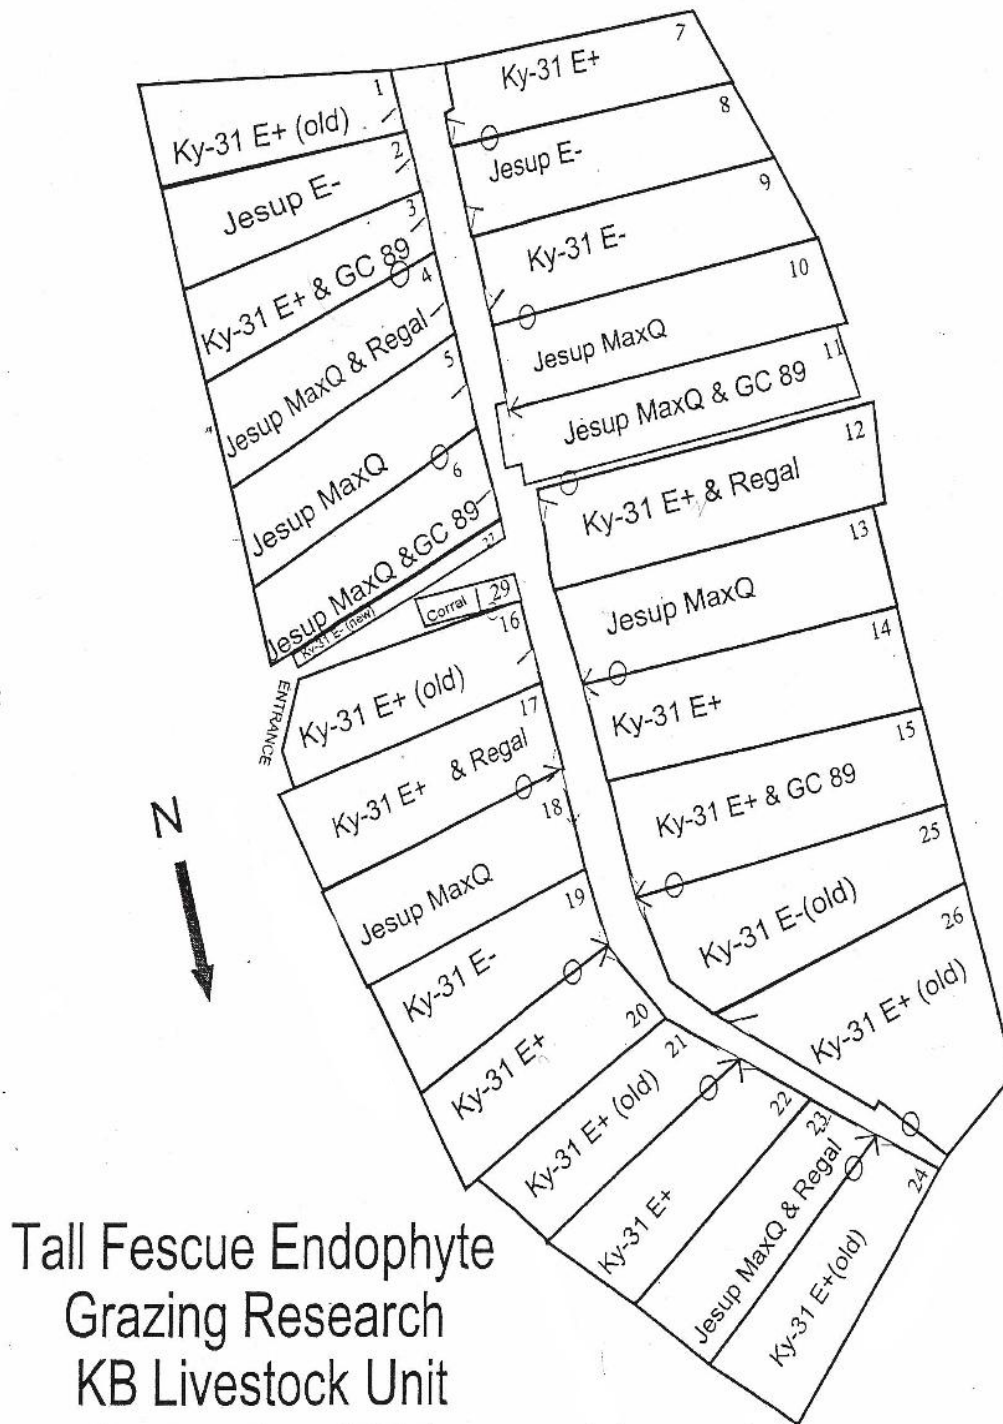 1
Ky-31 E+ (old)
2
Jesup E-
3
Ky-31 E+ & GC 89
4
Jesup MaxQ & Regal
5
Jesup MaxQ
6
Jesup MaxQ &GC 89
27
Ky-31 E- (new)
7
Ky-31 E+
8
Jesup E-
9
Ky-31 E-
10
Jesup MaxQ
11
Jesup MaxQ & GC 89
12
Ky-31 E+ & Regal
13
Jesup MaxQ
14
Ky-31 E+
15
Ky-31 E+ & GC 89
25
Ky-31 E-(old)
26
Ky-31 E+ (old)
Corral
29
16
Ky-31 E+ (old)
ENTRANCE
17
Ky-31 E+ & Regal
18
Jesup MaxQ
19
Ky-31 E-
20
Ky-31 E+
21
Ky-31 E+ (old)
22
Ky-31 E+
23
Jesup MaxQ & Regal
24
Ky-31 E+(old)
N
Tall Fescue Endophyte
Grazing Research
KB Livestock Unit